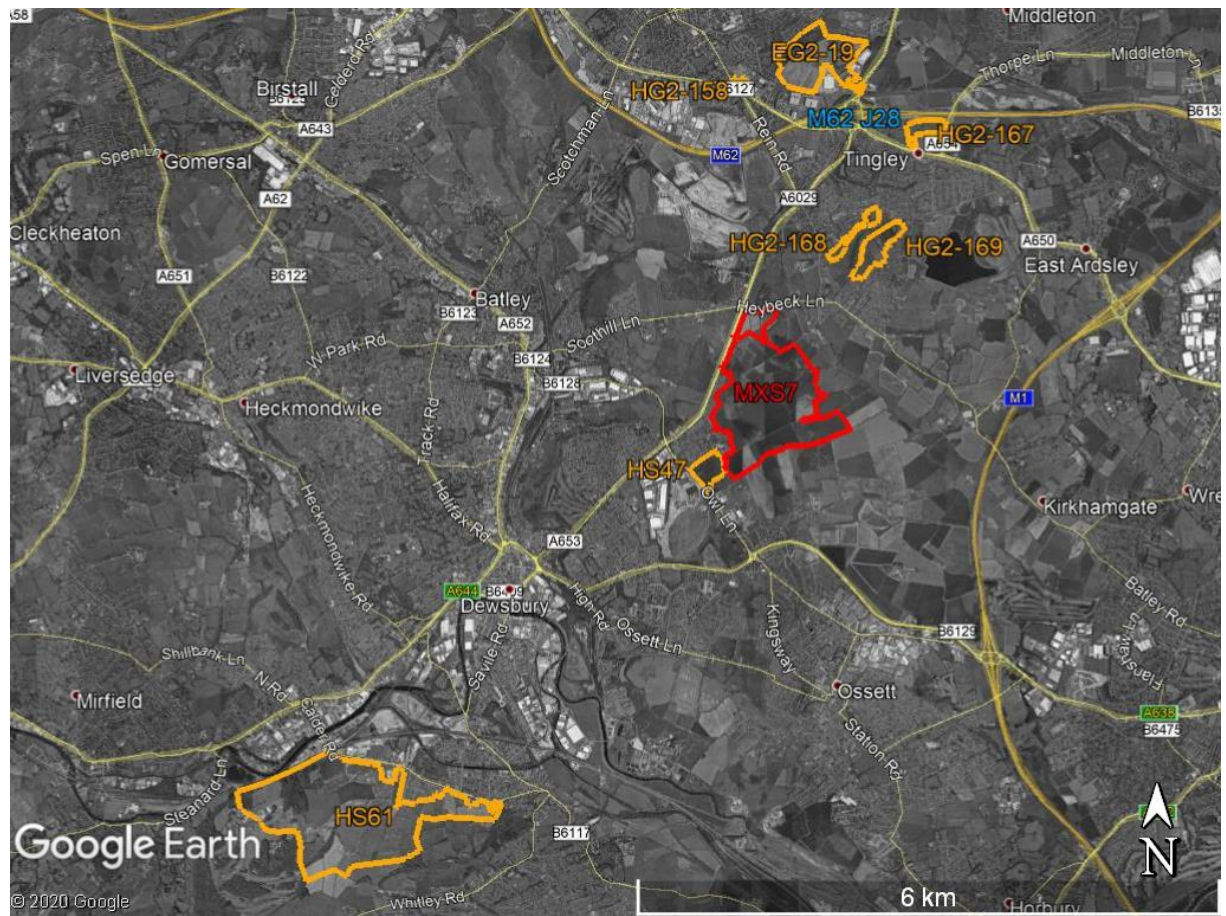 A58
Middleton
EG2-19
Thorpe Ln
Middleton Ln
Birstall
Gelderd Rd
HG2-158
B6127
B6135
A643
M62 J28
HG2-167
Spen Ln
Gomersal
Scotchman Ln
Rein Rd
M62
Tingley
A62
A6029
Cleckheaton
HG2-168
HG2-169
A650
A651
B6122
East Ardsley
Batley
Heybeck Ln
B6123
A652
Soothill Ln
W Park Rd
B6124
Liversedge
B6128
MXS7
M1
Heckmondwike
Track Rd
HS47
Owl Ln
Halifax Rd
Kirkhamgate
Heckmondwike Rd
A653
A644
Dewsbury
High Rd
Ossett Ln
Kingsway
Batley Rd
B6129
Shillbank Ln
Savile Rd
Flanshaw Ln
N Rd
Mirfield
Ossett
A638
B6475
Calder Rd
Station Rd
Steanard Ln
HS61
Google Earth
B6117
N
6 km
Whitley Rd
© 2020 Google
Horbury